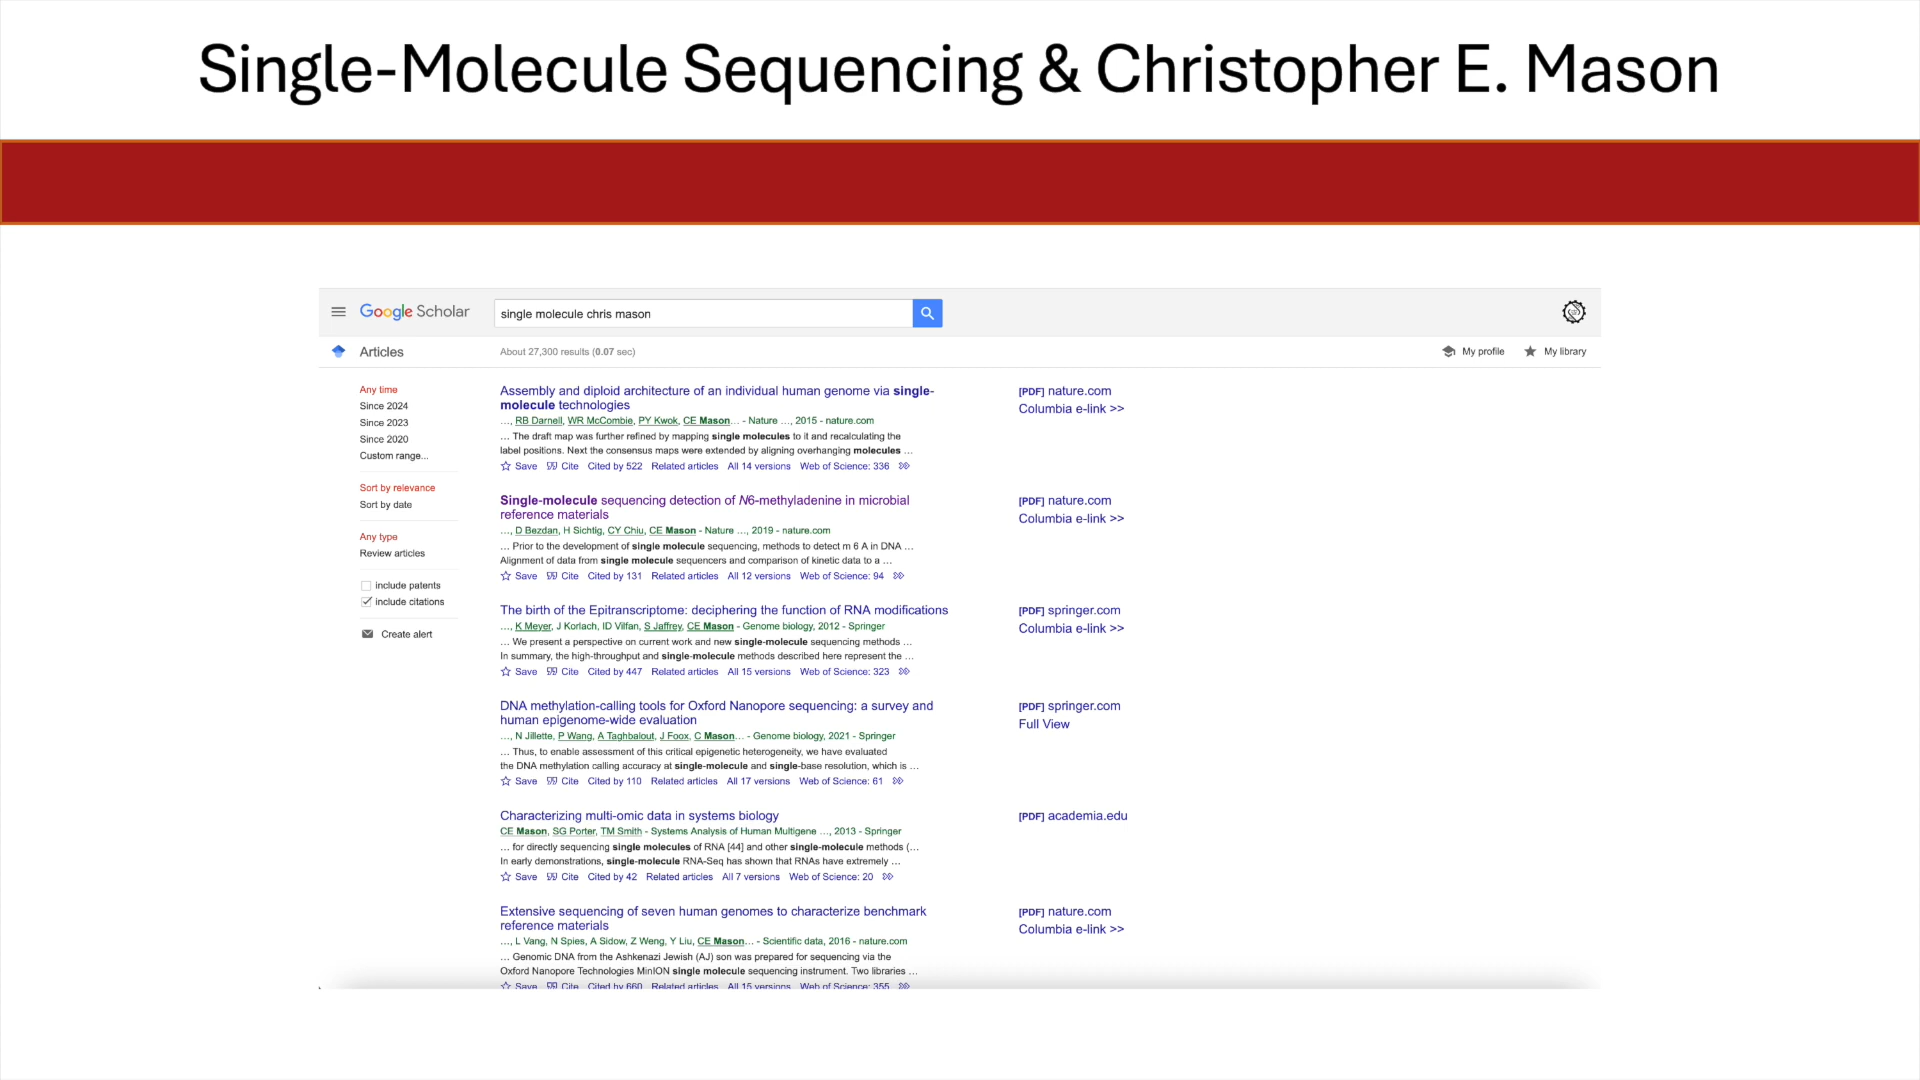 Single-Molecule Sequencing & Christopher E. Mason
Google Scholar
single molecule chris mason
Articles
About 27,300 results (0.07 sec)
My profile
My library
Any time
Since 2024
Since 2023
Since 2020
Custom range...
Sort by relevance
Sort by date
Any type
Review articles
include patents
include citations
Create alert
Assembly and diploid architecture of an individual human genome via single-
molecule technologies
..., RB Darnell, WR McCombie, PY Kwok, CE Mason... - Nature ..., 2015 - nature.com
... The draft map was further refined by mapping single molecules to it and recalculating the
label positions. Next the consensus maps were extended by aligning overhanging molecules ...
Save Cite Cited by 522 Related articles All 14 versions Web of Science: 336
[PDF] nature.com
Columbia e-link >>
Single-molecule sequencing detection of N6-methyladenine in microbial
reference materials
..., D Bezdan, H Sichtig, CY Chiu, CE Mason - Nature ..., 2019 - nature.com
... Prior to the development of single molecule sequencing, methods to detect m 6 A in DNA ...
Alignment of data from single molecule sequencers and comparison of kinetic data to a ...
Save Cite Cited by 131 Related articles All 12 versions Web of Science: 94
[PDF] nature.com
Columbia e-link >>
The birth of the Epitranscriptome: deciphering the function of RNA modifications
..., K Meyer, J Korlach, ID Vilfan, S Jaffrey, CE Mason - Genome biology, 2012 - Springer
... We present a perspective on current work and new single-molecule sequencing methods ...
In summary, the high-throughput and single-molecule methods described here represent the ...
Save Cite Cited by 447 Related articles All 15 versions Web of Science: 323
[PDF] springer.com
Columbia e-link >>
DNA methylation-calling tools for Oxford Nanopore sequencing: a survey and
human epigenome-wide evaluation
..., N Jillette, P Wang, A Taghbalout, J Foox, C Mason... - Genome biology, 2021 - Springer
... Thus, to enable assessment of this critical epigenetic heterogeneity, we have evaluated
the DNA methylation calling accuracy at single-molecule and single-base resolution, which is ...
Save Cite Cited by 110 Related articles All 17 versions Web of Science: 61
[PDF] springer.com
Full View
Characterizing multi-omic data in systems biology
CE Mason, SG Porter, TM Smith - Systems Analysis of Human Multigene ..., 2013 - Springer
... for directly sequencing single molecules of RNA [44] and other single-molecule methods (...
In early demonstrations, single-molecule RNA-Seq has shown that RNAs have extremely ...
Save Cite Cited by 42 Related articles All 7 versions Web of Science: 20
[PDF] academia.edu
Extensive sequencing of seven human genomes to characterize benchmark
reference materials
..., L Vang, N Spies, A Sidow, Z Weng, Y Liu, CE Mason... - Scientific data, 2016 - nature.com
... Genomic DNA from the Ashkenazi Jewish (AJ) son was prepared for sequencing via the
Oxford Nanopore Technologies MinION single molecule sequencing instrument. Two libraries ...
Save Cite Cited by 660 Related articles All 15 versions Web of Science: 355
[PDF] nature.com
Columbia e-link >>